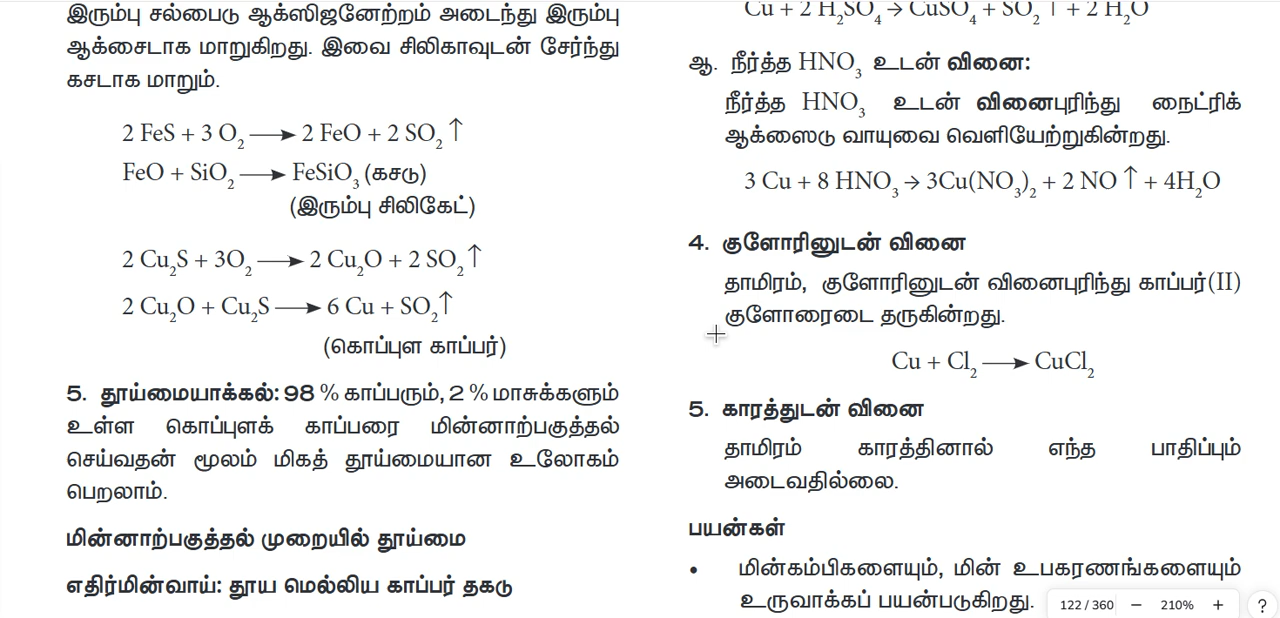 இரும்பு சல்பைடு ஆக்ஸிஜனேற்றம் அடைந்து இரும்பு
ஆக்சைடாக மாறுகிறது. இவை சிலிகாவுடன் சேர்ந்து
கசடாக மாறும்.
2 FeS + 3 O₂ ⟶ 2 FeO + 2 SO₂ ↑
FeO + SiO₂ ⟶ FeSiO₃ (கசடு)
(இரும்பு சிலிகேட்)
2 Cu₂S + 3O₂ ⟶ 2 Cu₂O + 2 SO₂ ↑
2 Cu₂O + Cu₂S ⟶ 6 Cu + SO₂ ↑
(கொப்புள காப்பர்)
5. தூய்மையாக்கல்: 98 % காப்பரும், 2 % மாசுக்களும்
உள்ள கொப்புளக் காப்பரை மின்னாற்பகுத்தல்
செய்வதன் மூலம் மிகத் தூய்மையான உலோகம்
பெறலாம்.
மின்னாற்பகுத்தல் முறையில் தூய்மை
எதிர்மின்வாய்: தூய மெல்லிய காப்பர் தகடு
Cu + 2 H₂SO₄ → CuSO₄ + SO₂ ↑ + 2 H₂O
ஆ. நீர்த்த HNO₃ உடன் வினை:
நீர்த்த HNO₃ உடன் வினைபுரிந்து நைட்ரிக்
ஆக்ஸைடு வாயுவை வெளியேற்றுகின்றது.
3 Cu + 8 HNO₃ → 3Cu(NO₃)₂ + 2 NO ↑ + 4H₂O
4. குளோரினுடன் வினை
தாமிரம், குளோரினுடன் வினைபுரிந்து காப்பர்(II)
குளோரைடை தருகின்றது.
Cu + Cl₂ ⟶ CuCl₂
5. காரத்துடன் வினை
தாமிரம் காரத்தினால் எந்த பாதிப்பும்
அடைவதில்லை.
பயன்கள்
• மின்கம்பிகளையும், மின் உபகரணங்களையும்
உருவாக்கப் பயன்படுகிறது.
122 / 360 − 210% + ?